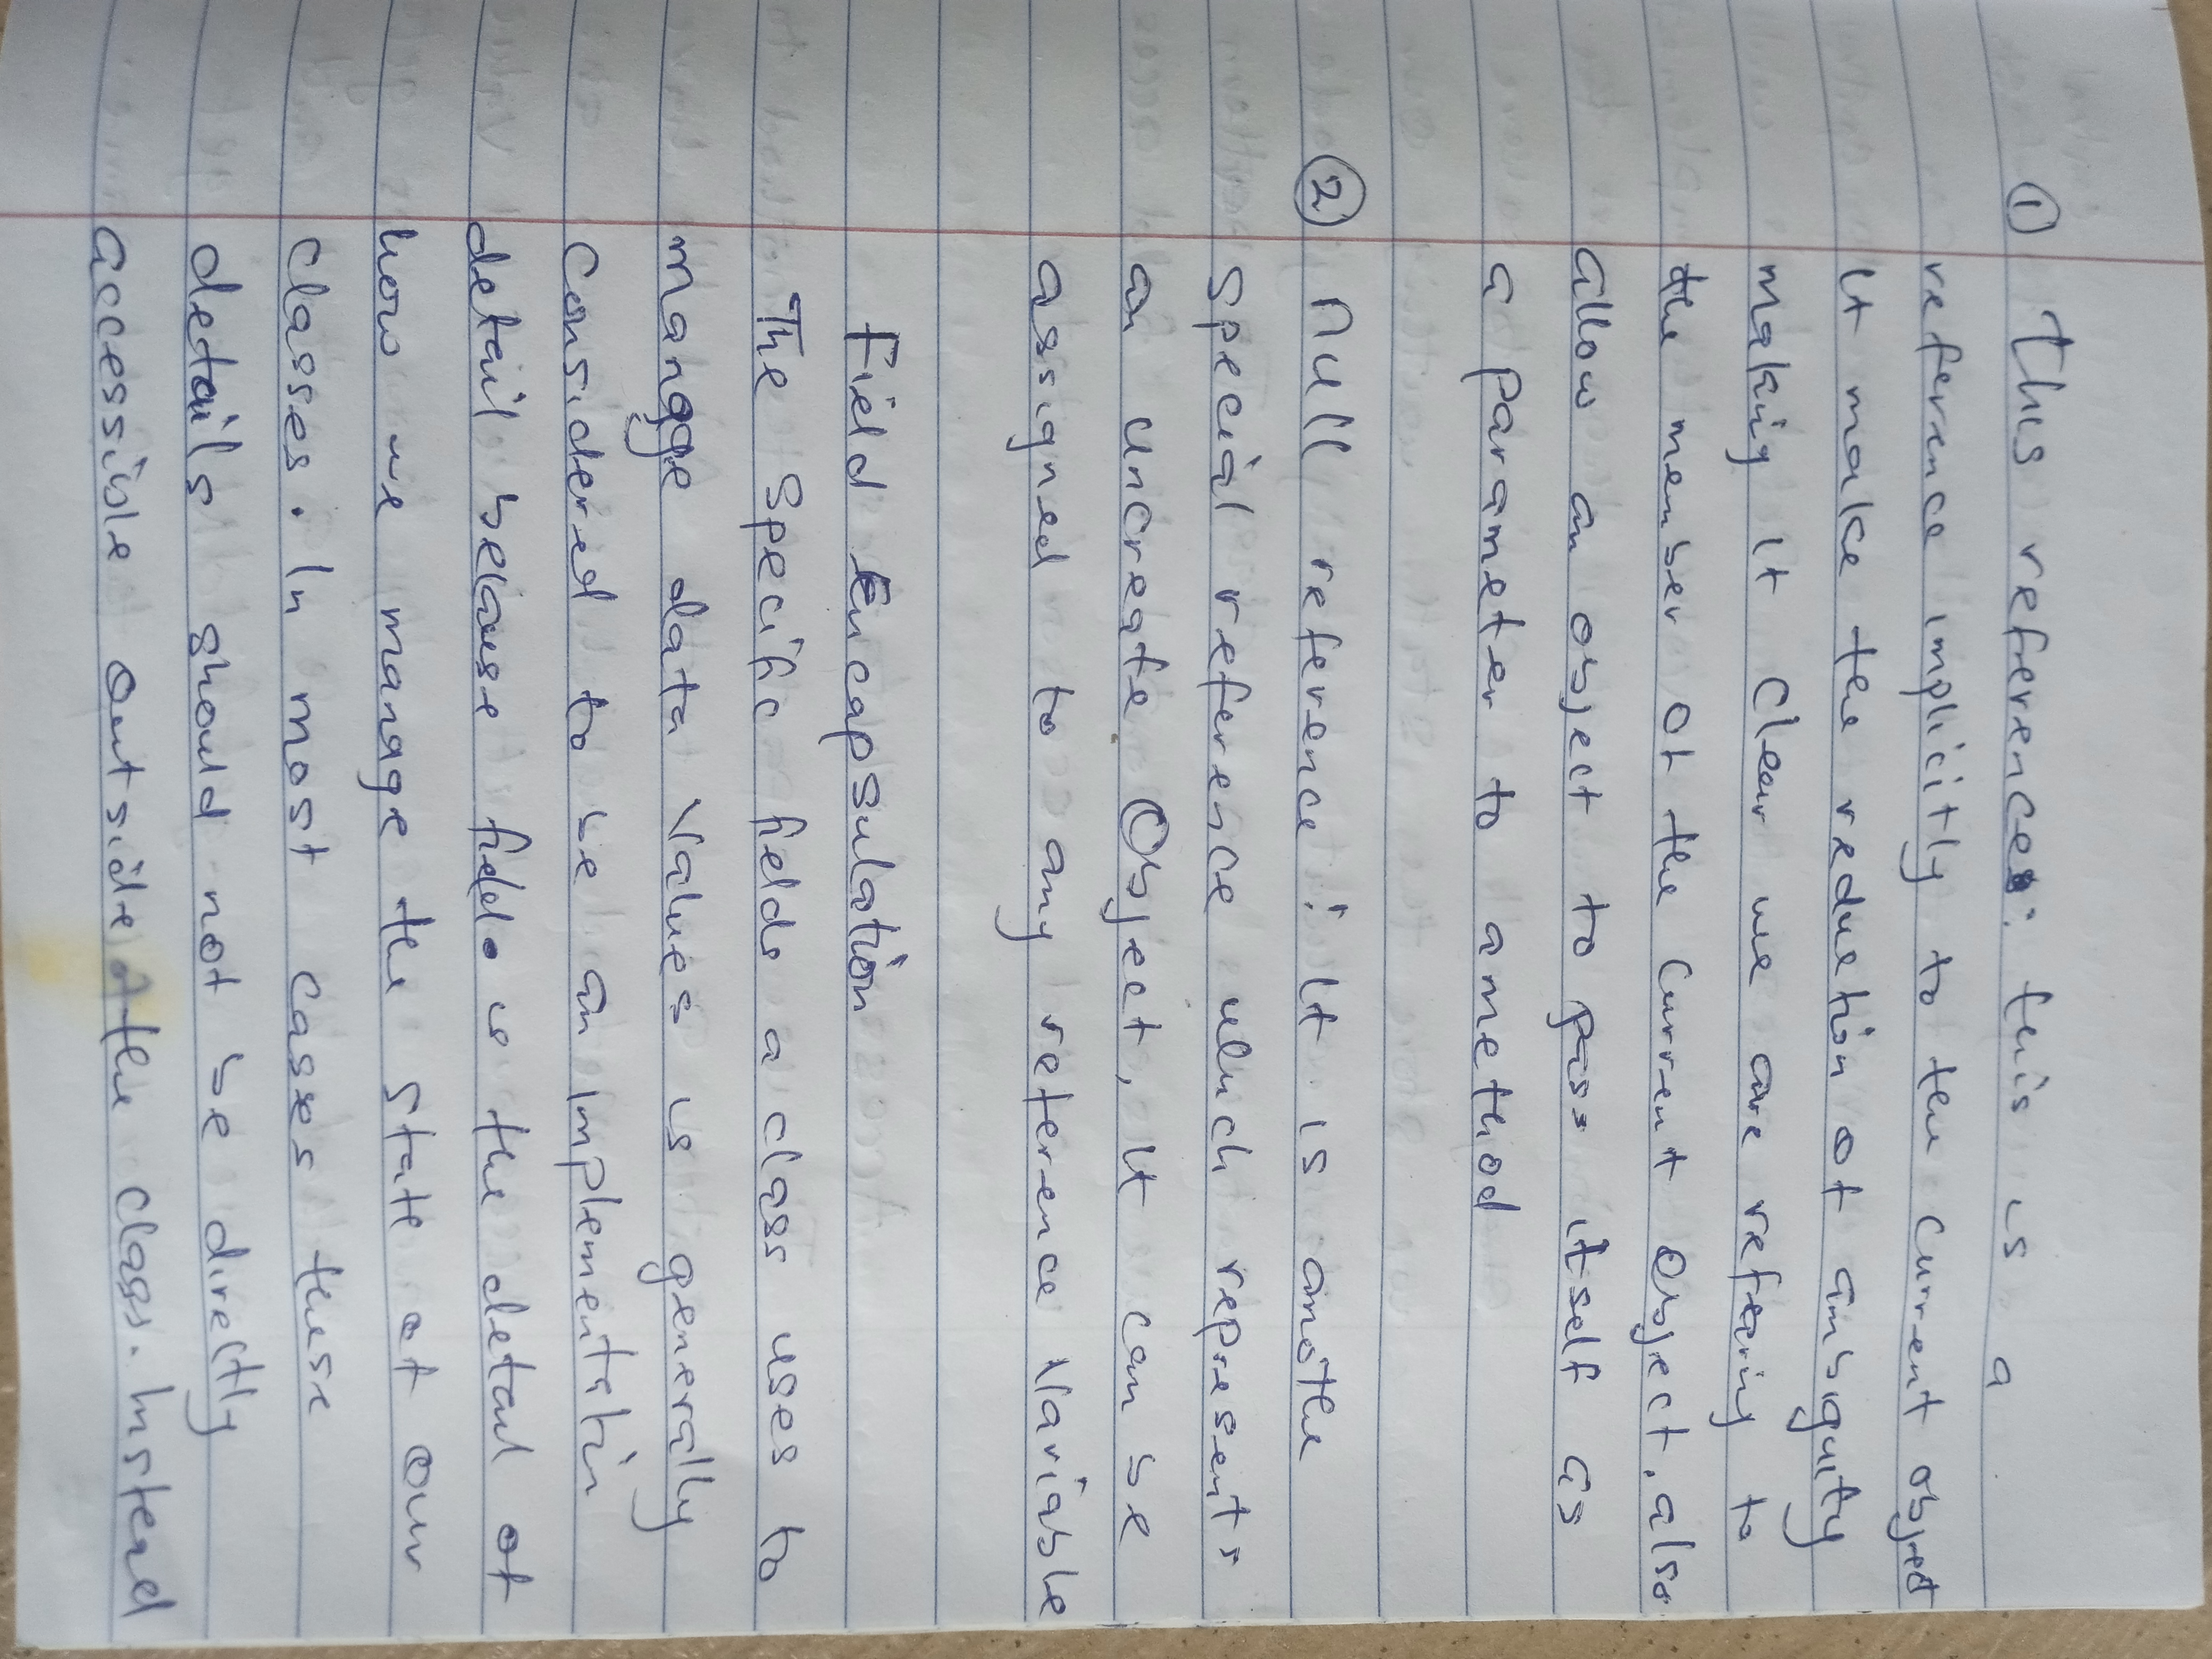 ① This reference: this is a
reference implicitly to the current object
It make the reduction of ambiguity
making it clear we are refering to
the member of the current object. also
allow an object to pass itself as
a parameter to a method
② Null reference: It is anothe
special reference which represents
an uncreate Object, it can be
assigned to any reference variable
Field Encapsulation
The specific fields a class uses to
manage data values is generally
considered to be an implementatin
detail because field. is the detail of
how we manage the state of our
classes. In most cases these
details should not be directly
accessible outside the class. Instead